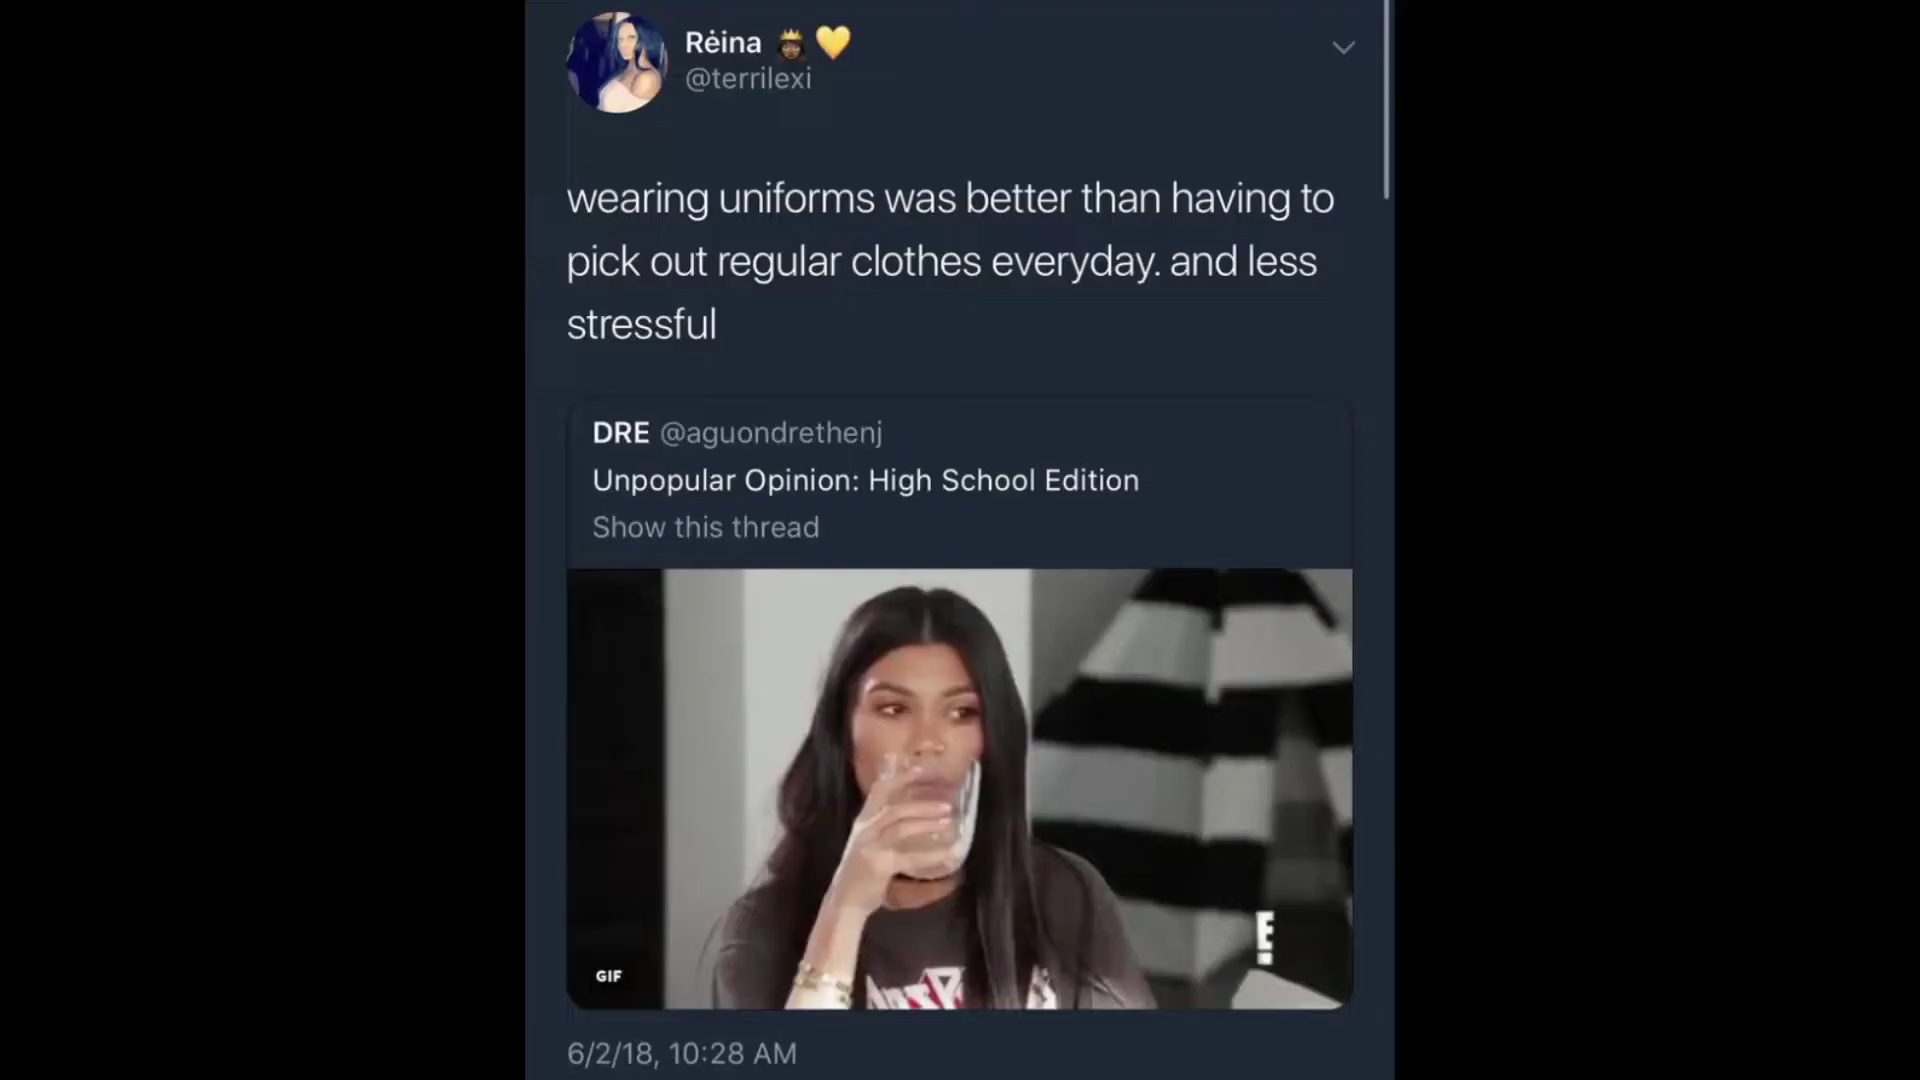 Rėina
@terrilexi
wearing uniforms was better than having to
pick out regular clothes everyday. and less
stressful
DRE @aguondrethenj
Unpopular Opinion: High School Edition
Show this thread
E!
GIF
6/2/18, 10:28 AM